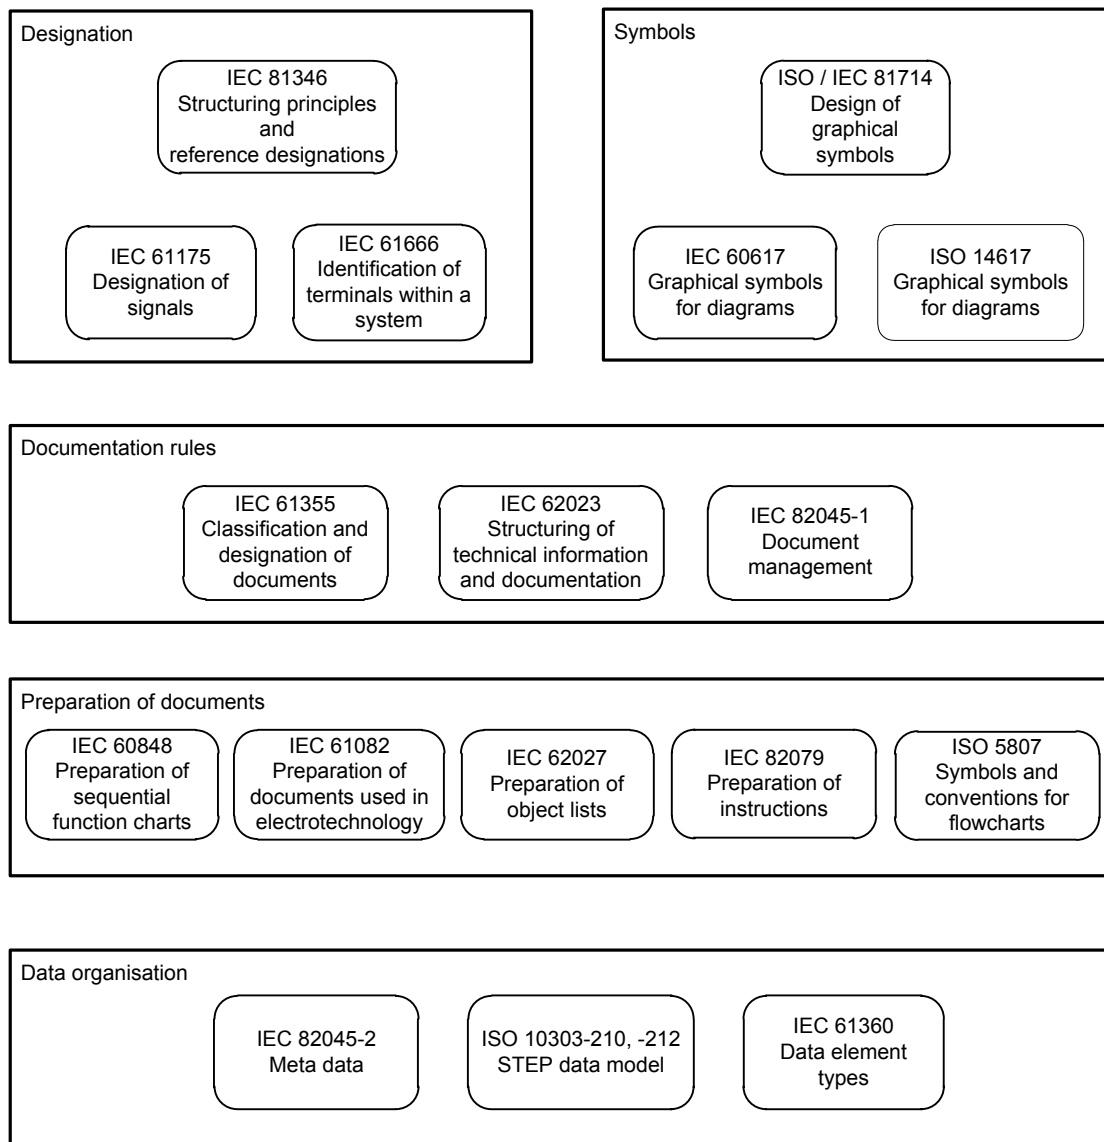 Designation
IEC 81346
Structuring principles
and
reference designations
IEC 61175
Designation of
signals
IEC 61666
Identification of
terminals within a
system
Symbols
ISO / IEC 81714
Design of
graphical
symbols
IEC 60617
Graphical symbols
for diagrams
ISO 14617
Graphical symbols
for diagrams
Documentation rules
IEC 61355
Classification and
designation of
documents
IEC 62023
Structuring of
technical information
and documentation
IEC 82045-1
Document
management
Preparation of documents
IEC 60848
Preparation of
sequential
function charts
IEC 61082
Preparation of
documents used in
electrotechnology
IEC 62027
Preparation of
object lists
IEC 82079
Preparation of
instructions
ISO 5807
Symbols and
conventions for
flowcharts
Data organisation
IEC 82045-2
Meta data
ISO 10303-210, -212
STEP data model
IEC 61360
Data element
types